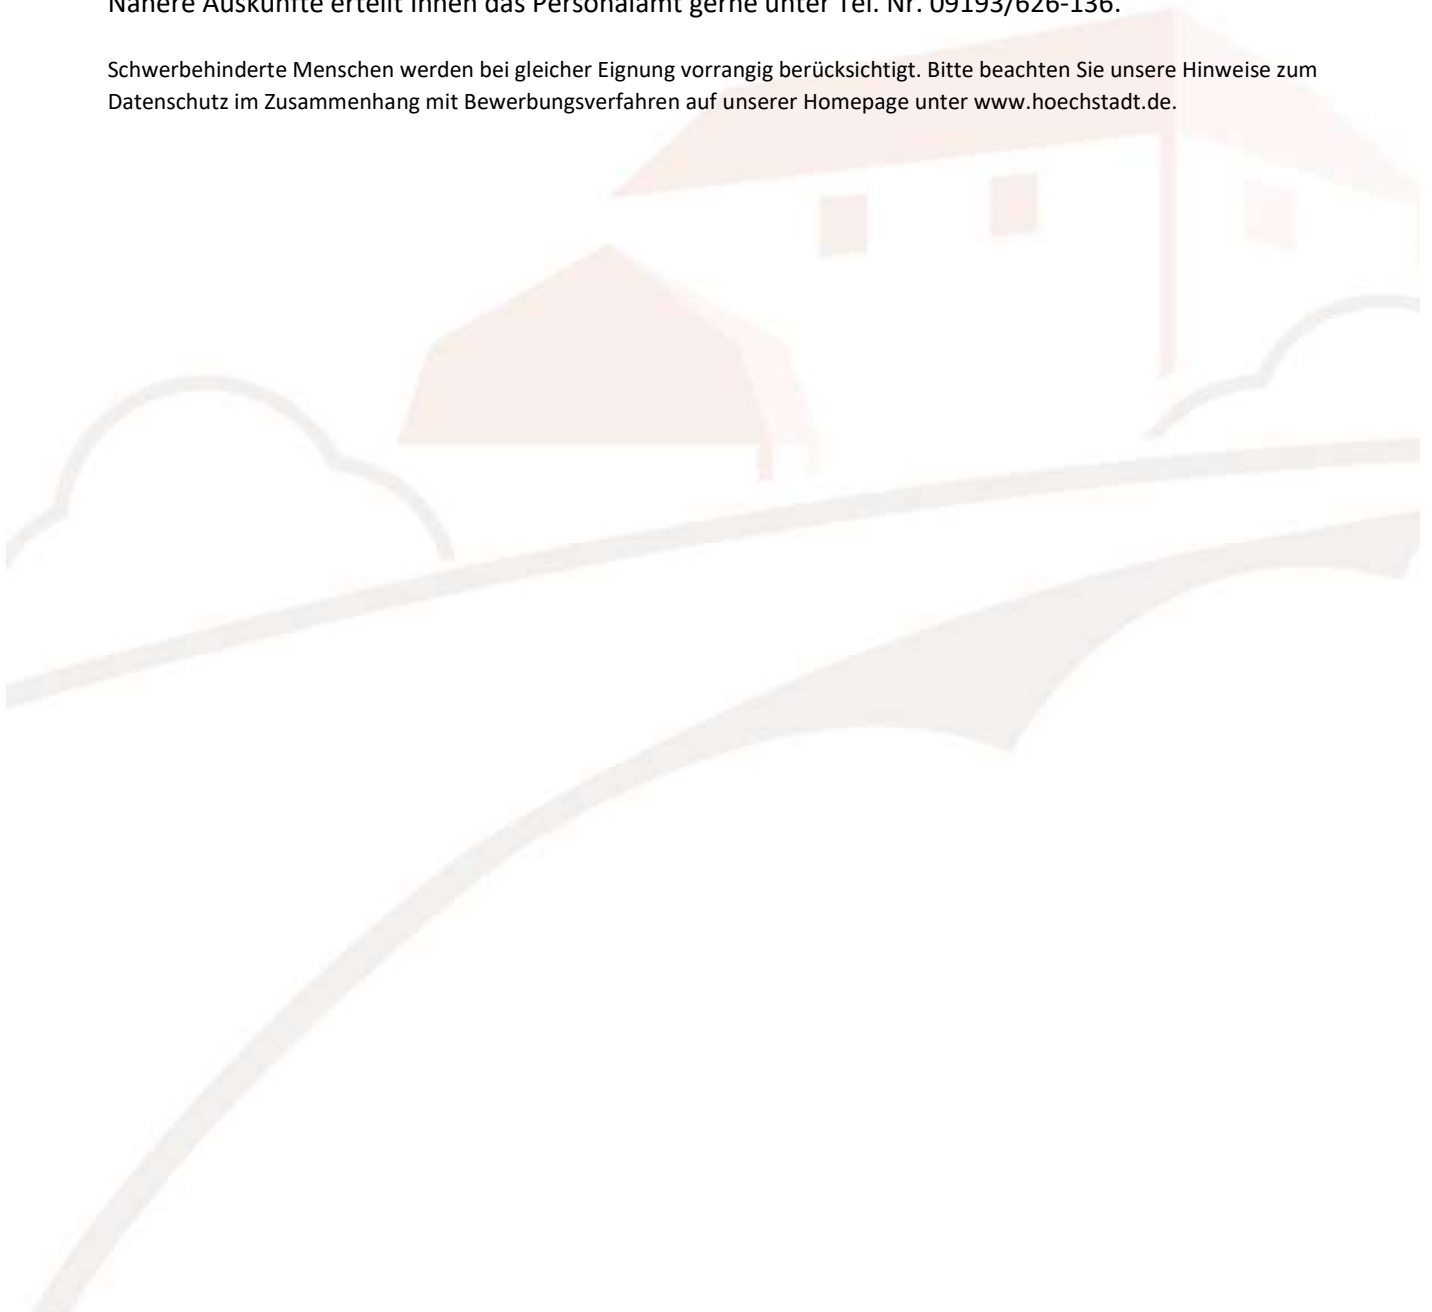 Nähere Auskünfte erteilt Ihnen das Personalamt gerne unter Tel. Nr. 09193/626-136.
Schwerbehinderte Menschen werden bei gleicher Eignung vorrangig berücksichtigt. Bitte beachten Sie unsere Hinweise zum
Datenschutz im Zusammenhang mit Bewerbungsverfahren auf unserer Homepage unter www.hoechstadt.de.